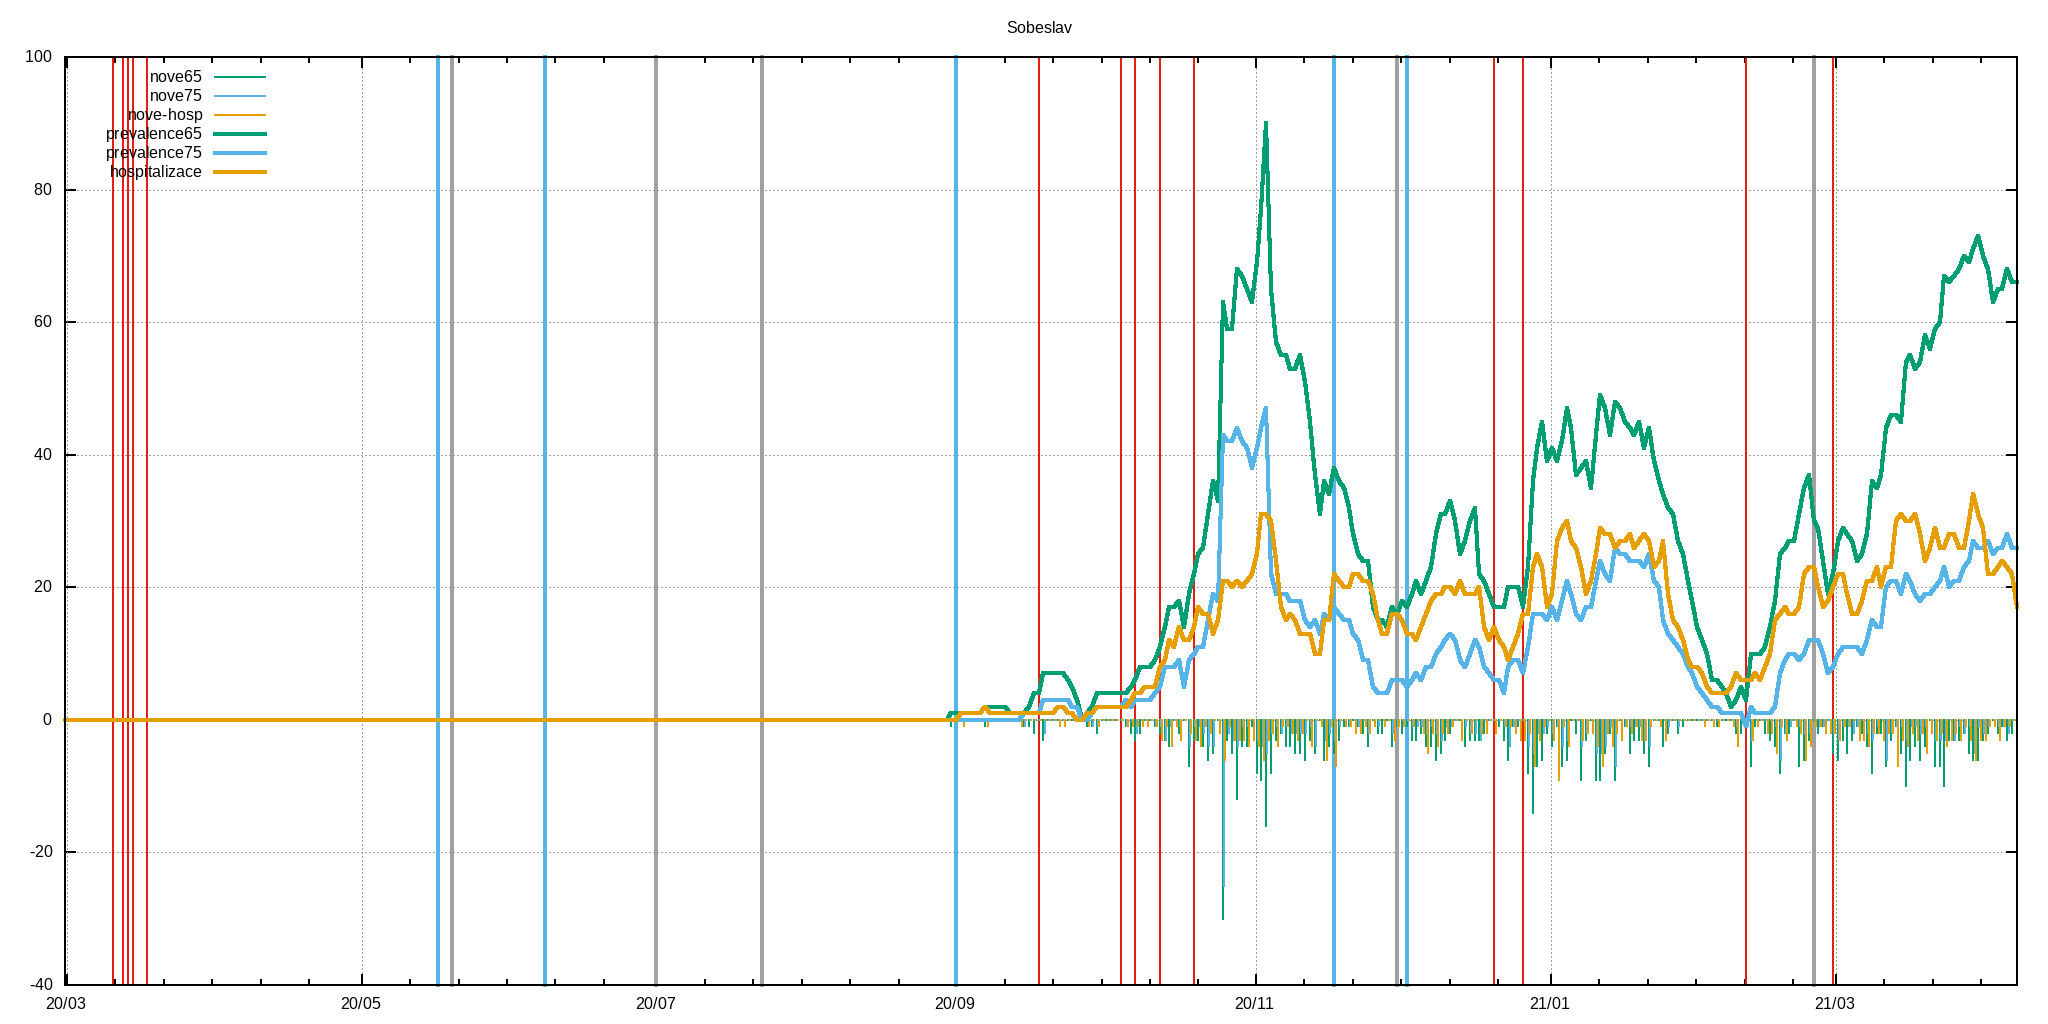 Sobeslav
100
80
60
40
20
0
-20
-40
nove65
nove75
nove-hosp
prevalence65
prevalence75
hospitalizace
20/03 20/05 20/07 20/09 20/11 21/01 21/03